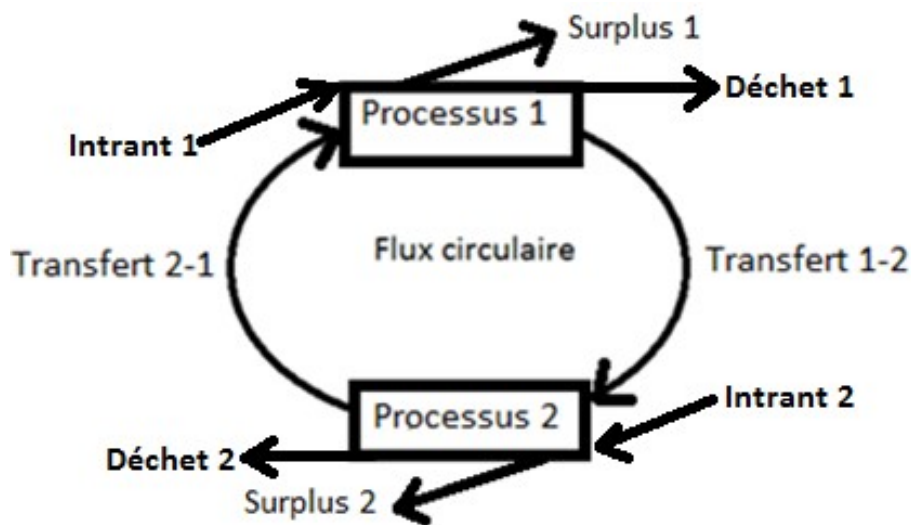 Surplus 1
Déchet 1
Processus 1
Intrant 1
Flux circulaire
Transfert 2-1
Transfert 1-2
Intrant 2
Processus 2
Déchet 2
Surplus 2